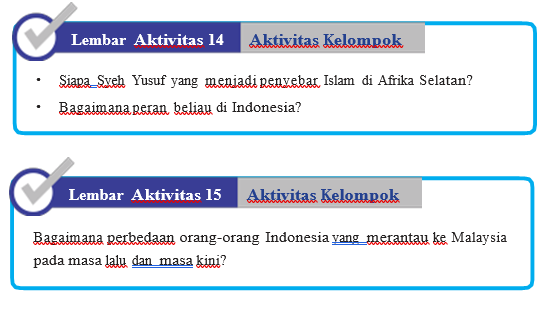 Lembar Aktivitas 14 Aktivitas Kelompok
• Siapa Syeh Yusuf yang menjadi penyebar Islam di Afrika Selatan?
• Bagaimana peran beliau di Indonesia?
Lembar Aktivitas 15 Aktivitas Kelompok
Bagaimana perbedaan orang-orang Indonesia yang merantau ke Malaysia
pada masa lalu dan masa kini?